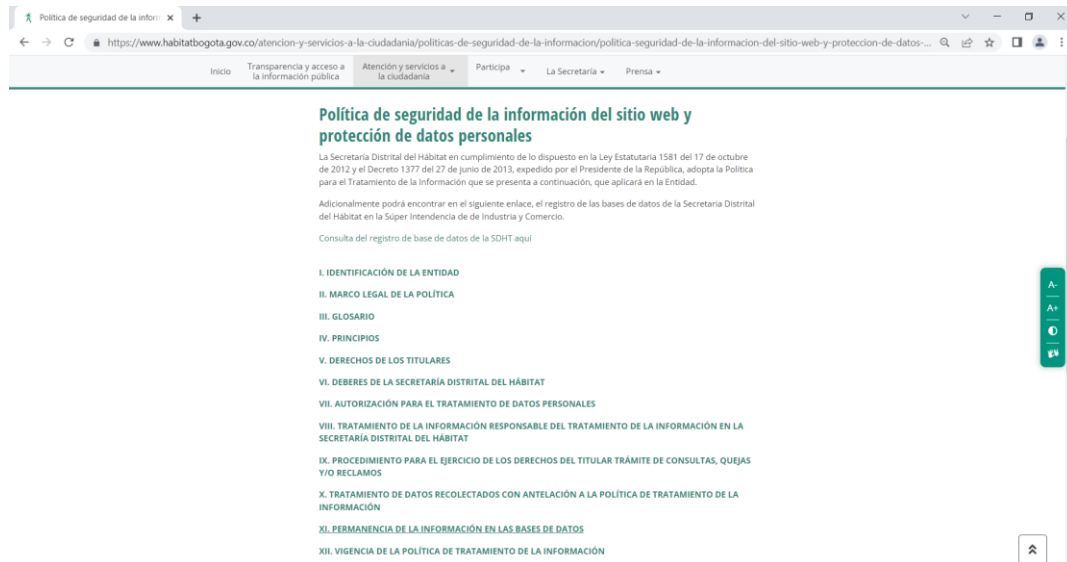 Política de seguridad de la inform
https://www.habitatbogota.gov.co/atencion-y-servicios-a-la-ciudadania/politicas-de-seguridad-de-la-informacion/politica-seguridad-de-la-informacion-del-sitio-web-y-proteccion-de-datos-...
Inicio
Transparencia y acceso a
la información pública
Atención y servicios a
la ciudadanía
Participa
La Secretaría
Prensa
Política de seguridad de la información del sitio web y
protección de datos personales
La Secretaría Distrital del Hábitat en cumplimiento de lo dispuesto en la Ley Estatutaria 1581 del 17 de octubre
de 2012 y el Decreto 1377 del 27 de junio de 2013, expedido por el Presidente de la República, adopta la Política
para el Tratamiento de la Información que se presenta a continuación, que aplicará en la Entidad.
Adicionalmente podrá encontrar en el siguiente enlace, el registro de las bases de datos de la Secretaria Distrital
del Hábitat en la Súper Intendencia de de Industria y Comercio.
Consulta del registro de base de datos de la SDHT aquí
I. IDENTIFICACIÓN DE LA ENTIDAD
II. MARCO LEGAL DE LA POLÍTICA
III. GLOSARIO
IV. PRINCIPIOS
V. DERECHOS DE LOS TITULARES
VI. DEBERES DE LA SECRETARÍA DISTRITAL DEL HÁBITAT
VII. AUTORIZACIÓN PARA EL TRATAMIENTO DE DATOS PERSONALES
VIII. TRATAMIENTO DE LA INFORMACIÓN RESPONSABLE DEL TRATAMIENTO DE LA INFORMACIÓN EN LA
SECRETARÍA DISTRITAL DEL HÁBITAT
IX. PROCEDIMIENTO PARA EL EJERCICIO DE LOS DERECHOS DEL TITULAR TRÁMITE DE CONSULTAS, QUEJAS
Y/O RECLAMOS
X. TRATAMIENTO DE DATOS RECOLECTADOS CON ANTELACIÓN A LA POLÍTICA DE TRATAMIENTO DE LA
INFORMACIÓN
XI. PERMANENCIA DE LA INFORMACIÓN EN LAS BASES DE DATOS
XII. VIGENCIA DE LA POLÍTICA DE TRATAMIENTO DE LA INFORMACIÓN
A-
A+